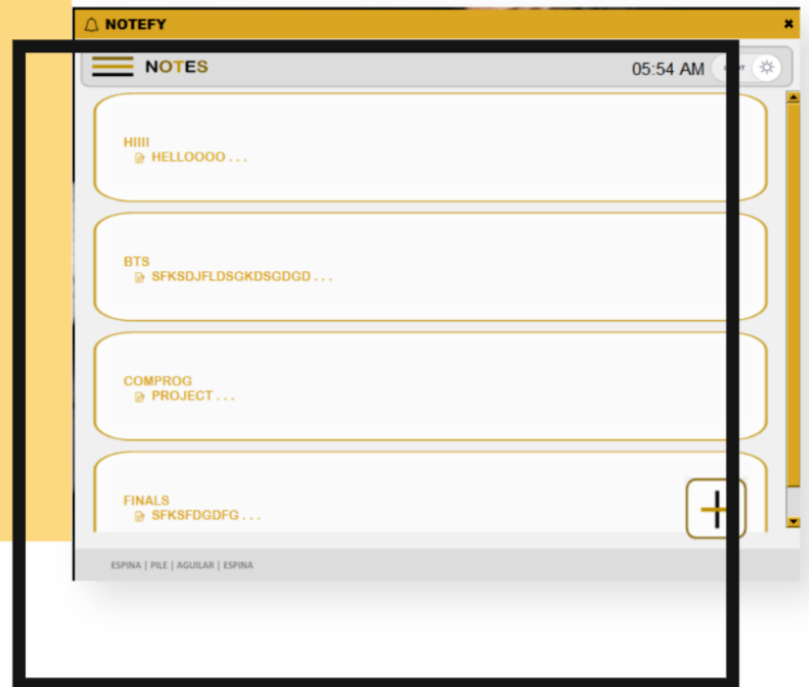 NOTEFY
NOTES
05:54 AM
HIIII
HELLOOOO . . .
BTS
SFKSDJFLDSGKDSGDGD . . .
COMPROG
PROJECT . . .
FINALS
SFKSFDGDFG . . .
ESPINA | PILE | AGUILAR | ESPINA